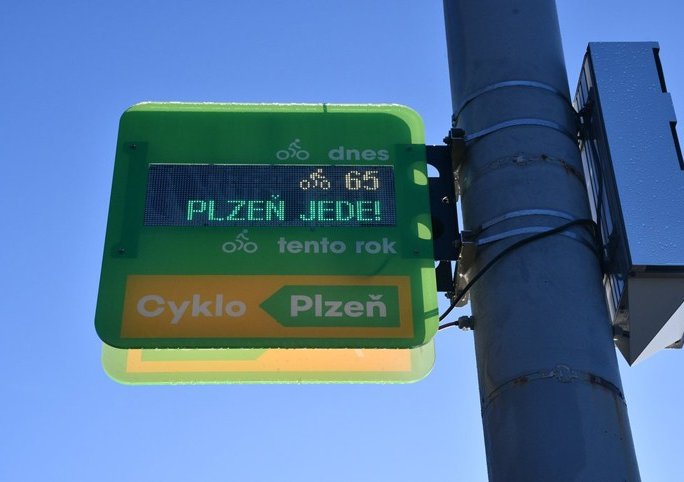 dnes
65
PLZEŇ JEDE!
tento rok
Cyklo Plzeň